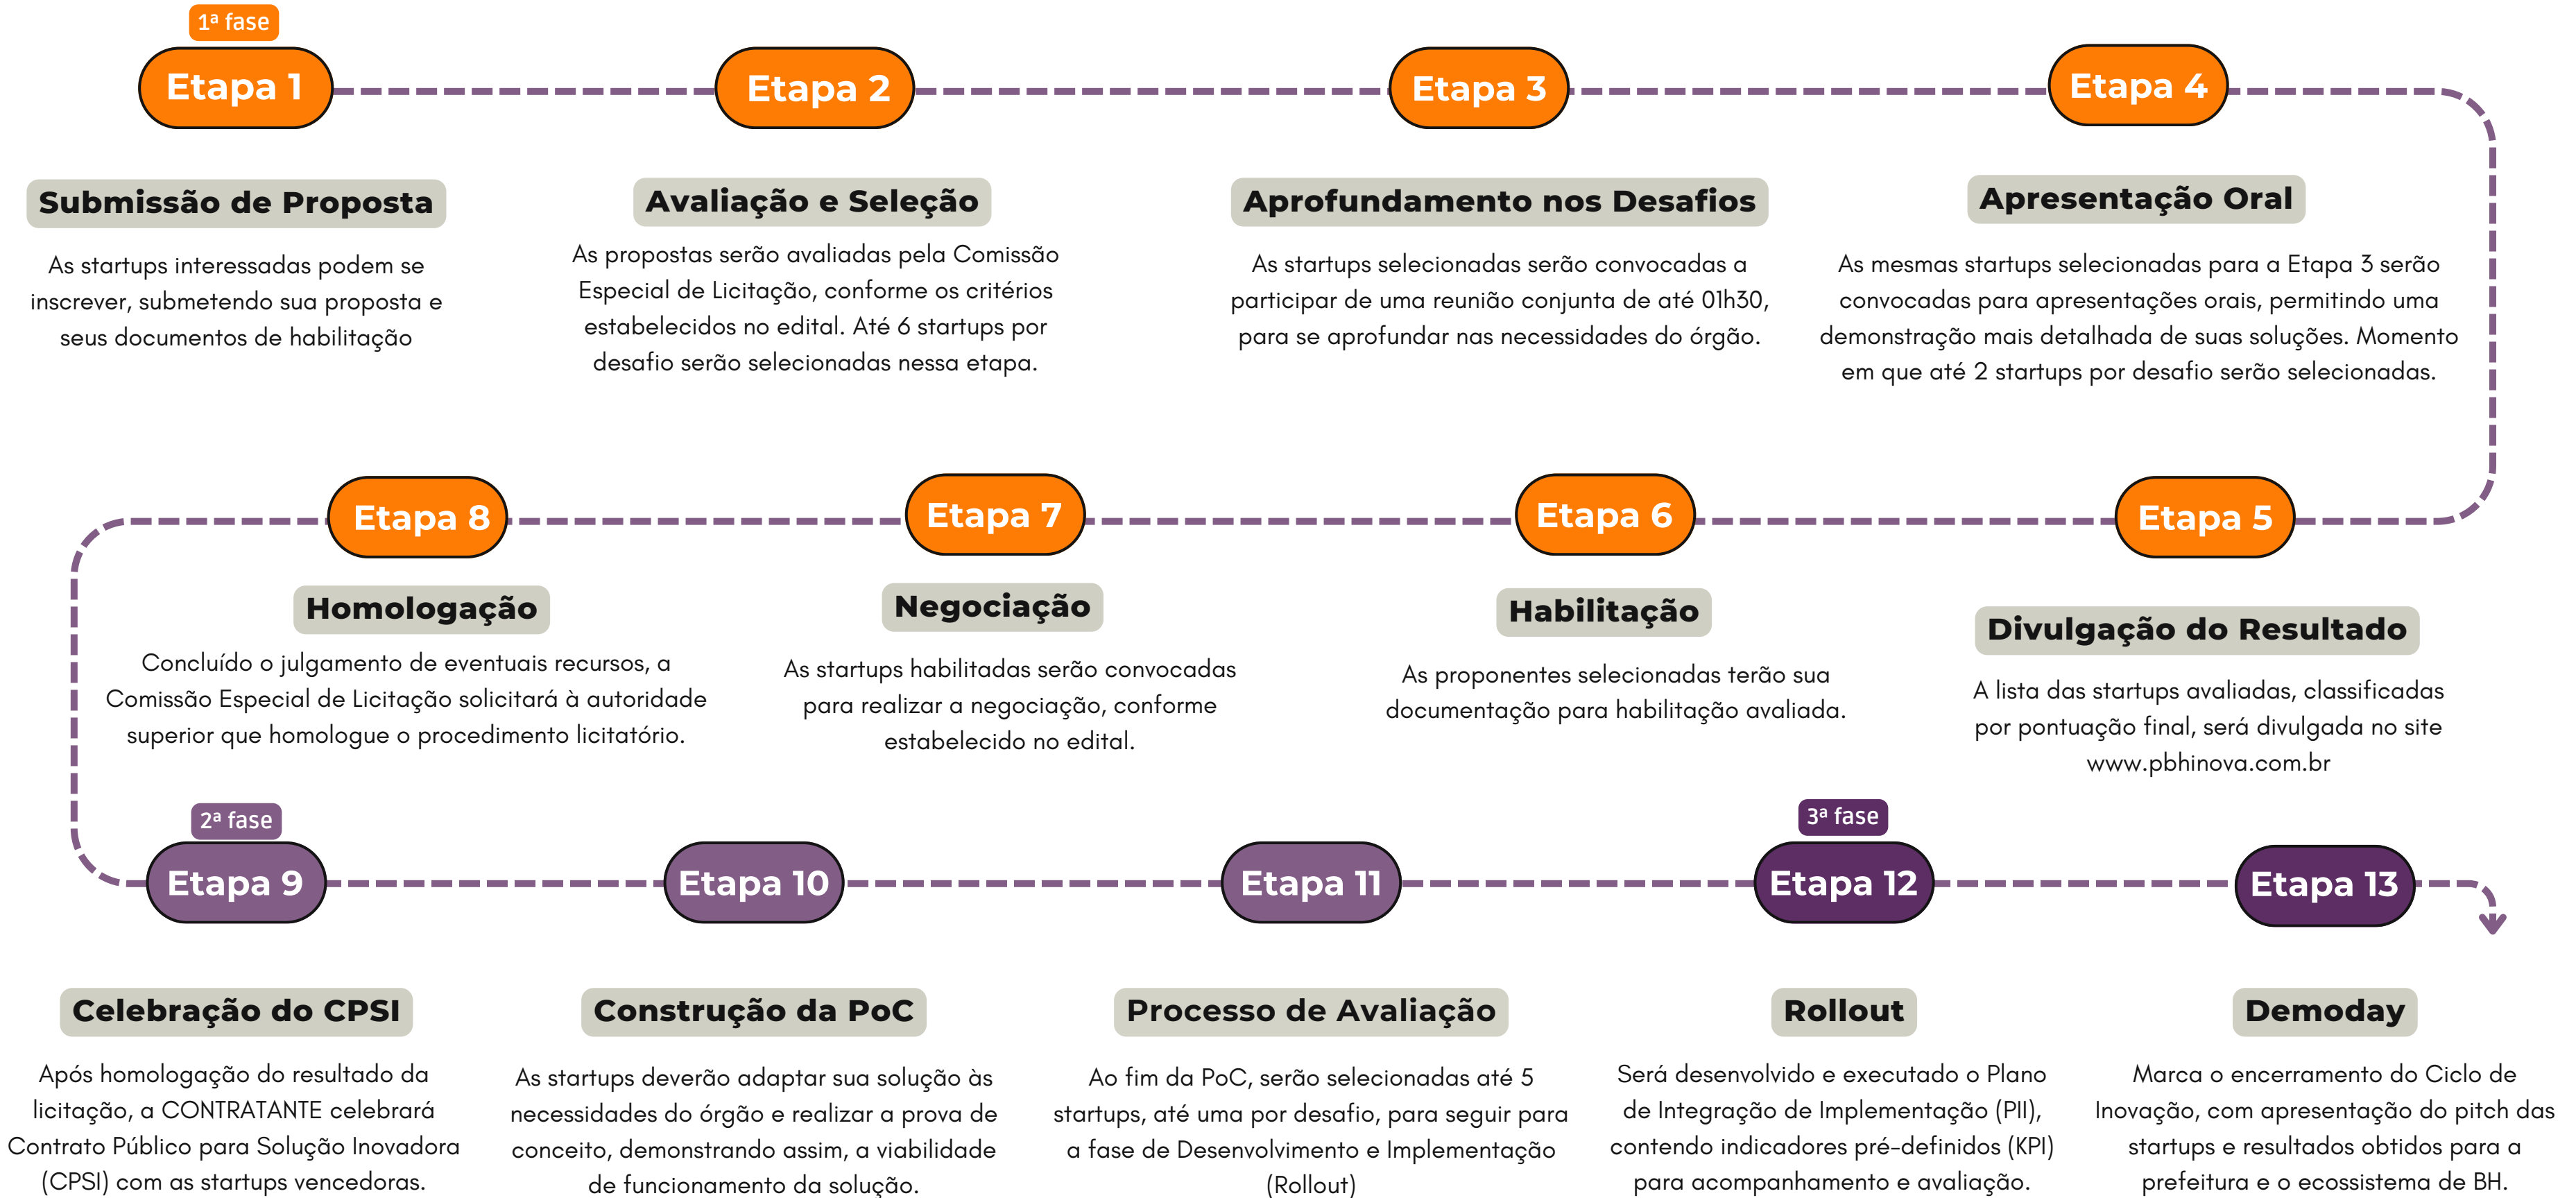 1ª fase
Etapa 1
Submissão de Proposta
As startups interessadas podem se
inscrever, submetendo sua proposta e
seus documentos de habilitação
Etapa 2
Avaliação e Seleção
As propostas serão avaliadas pela Comissão
Especial de Licitação, conforme os critérios
estabelecidos no edital. Até 6 startups por
desafio serão selecionadas nessa etapa.
Etapa 3
Aprofundamento nos Desafios
As startups selecionadas serão convocadas a
participar de uma reunião conjunta de até 01h30,
para se aprofundar nas necessidades do órgão.
Etapa 4
Apresentação Oral
As mesmas startups selecionadas para a Etapa 3 serão
convocadas para apresentações orais, permitindo uma
demonstração mais detalhada de suas soluções. Momento
em que até 2 startups por desafio serão selecionadas.
Etapa 5
Divulgação do Resultado
A lista das startups avaliadas, classificadas
por pontuação final, será divulgada no site
www.pbhinova.com.br
Etapa 6
Habilitação
As proponentes selecionadas terão sua
documentação para habilitação avaliada.
Etapa 7
Negociação
As startups habilitadas serão convocadas
para realizar a negociação, conforme
estabelecido no edital.
Etapa 8
Homologação
Concluído o julgamento de eventuais recursos, a
Comissão Especial de Licitação solicitará à autoridade
superior que homologue o procedimento licitatório.
2ª fase
Etapa 9
Celebração do CPSI
Após homologação do resultado da
licitação, a CONTRATANTE celebrará
Contrato Público para Solução Inovadora
(CPSI) com as startups vencedoras.
Etapa 10
Construção da PoC
As startups deverão adaptar sua solução às
necessidades do órgão e realizar a prova de
conceito, demonstrando assim, a viabilidade
de funcionamento da solução.
Etapa 11
Processo de Avaliação
Ao fim da PoC, serão selecionadas até 5
startups, até uma por desafio, para seguir para
a fase de Desenvolvimento e Implementação
(Rollout)
3ª fase
Etapa 12
Rollout
Será desenvolvido e executado o Plano
de Integração de Implementação (PII),
contendo indicadores pré-definidos (KPI)
para acompanhamento e avaliação.
Etapa 13
Demoday
Marca o encerramento do Ciclo de
Inovação, com apresentação do pitch das
startups e resultados obtidos para a
prefeitura e o ecossistema de BH.